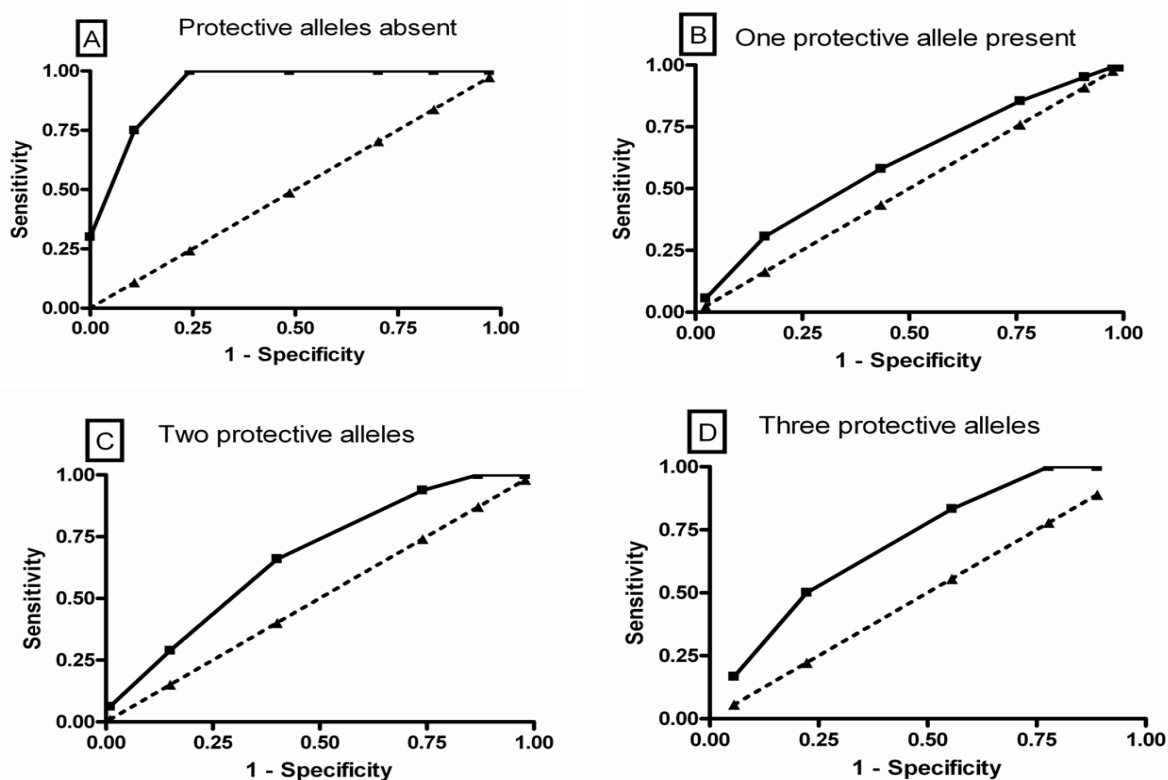 A
Protective alleles absent
1.00
0.75
0.50
0.25
0.00
Sensitivity
0.00 0.25 0.50 0.75 1.00
1 - Specificity
B
One protective allele present
1.00
0.75
0.50
0.25
0.00
Sensitivity
0.00 0.25 0.50 0.75 1.00
1 - Specificity
C
Two protective alleles
1.00
0.75
0.50
0.25
0.00
Sensitivity
0.00 0.25 0.50 0.75 1.00
1 - Specificity
D
Three protective alleles
1.00
0.75
0.50
0.25
0.00
Sensitivity
0.00 0.25 0.50 0.75 1.00
1 - Specificity